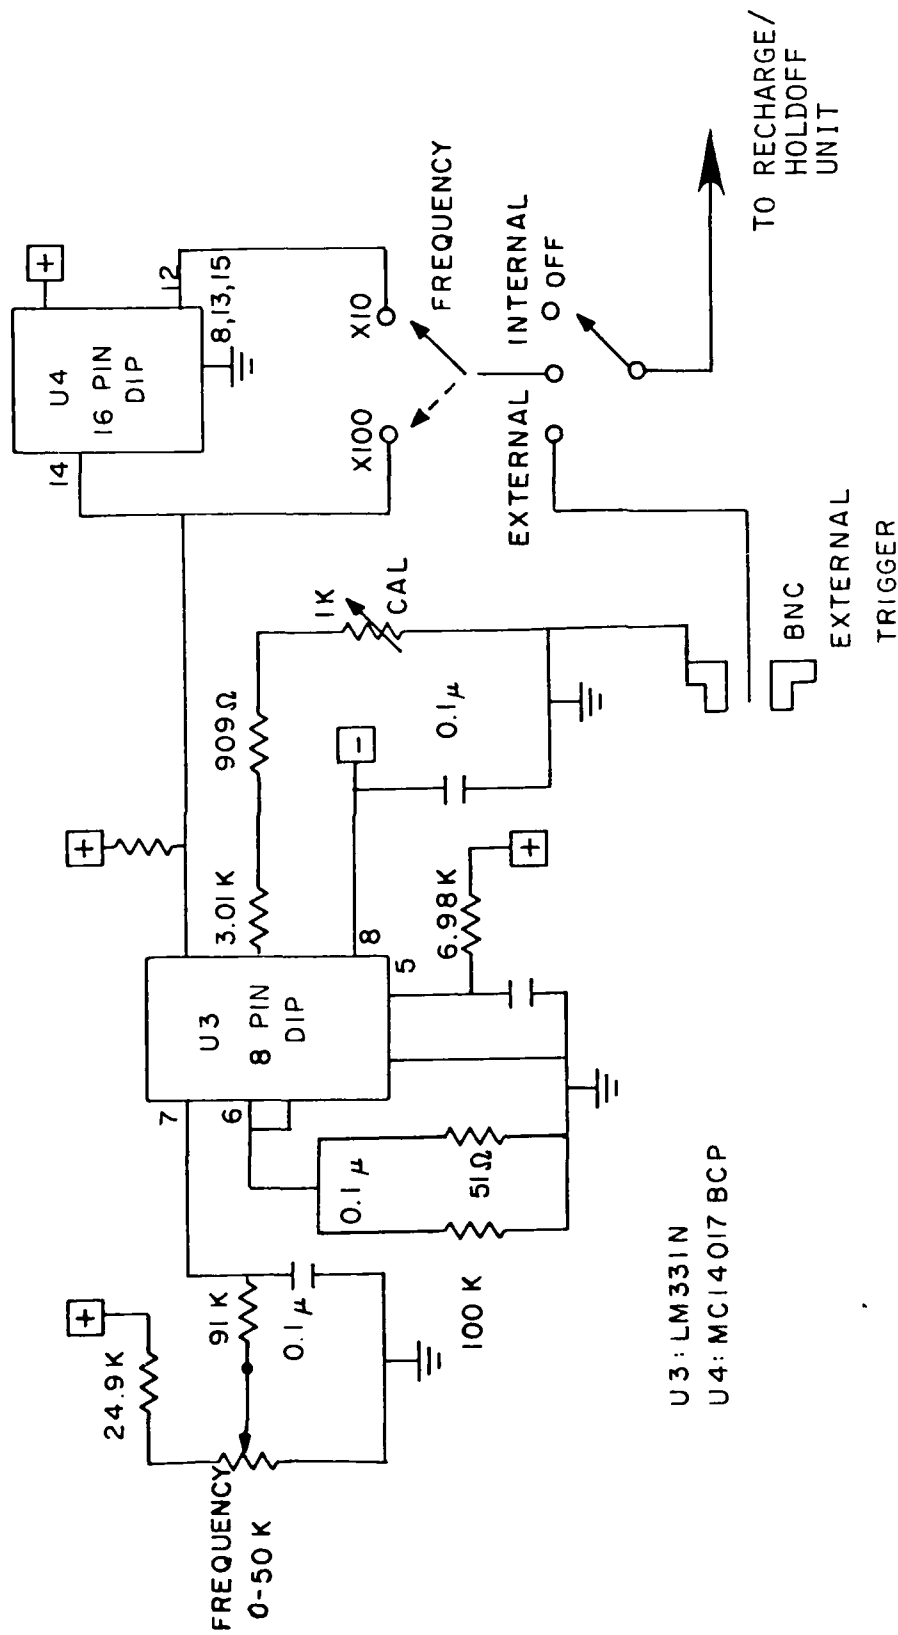 +
24.9K
FREQUENCY
0-50K
91K
0.1μ
100K
7
6
0.1μ
51Ω
U3
8 PIN
DIP
+
3.01K
909Ω
1K
CAL
8
-
0.1μ
5
6.98K
+
14
U4
16 PIN
DIP
+
12
8,13,15
X100
X10
FREQUENCY
EXTERNAL
INTERNAL
OFF
BNC
EXTERNAL
TRIGGER
TO RECHARGE/
HOLDOFF
UNIT
U3:LM331N
U4:MC14017BCP